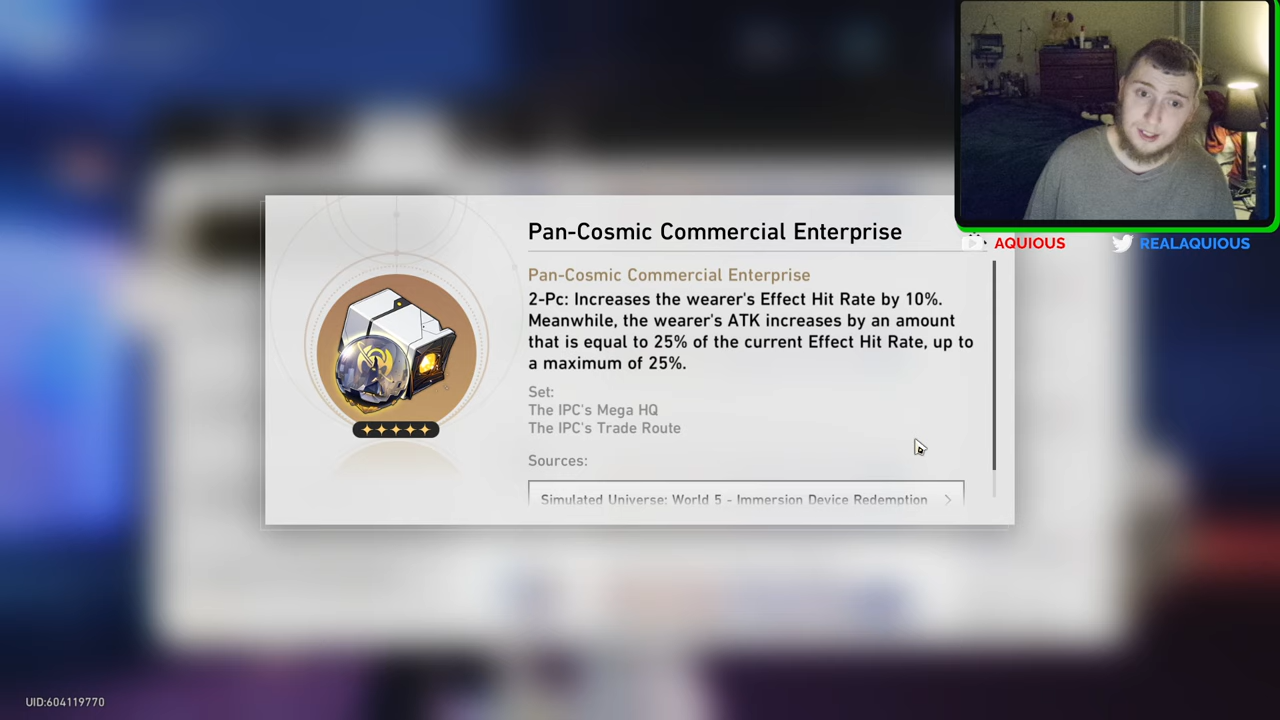 Pan-Cosmic Commercial Enterprise
AQUIOUS
REALAQUIOUS
Pan-Cosmic Commercial Enterprise
2-Pc: Increases the wearer's Effect Hit Rate by 10%.
Meanwhile, the wearer's ATK increases by an amount
that is equal to 25% of the current Effect Hit Rate, up to
a maximum of 25%.
Set:
The IPC's Mega HQ
The IPC's Trade Route
Sources:
Simulated Universe: World 5 - Immersion Device Redemption
UID:604119770